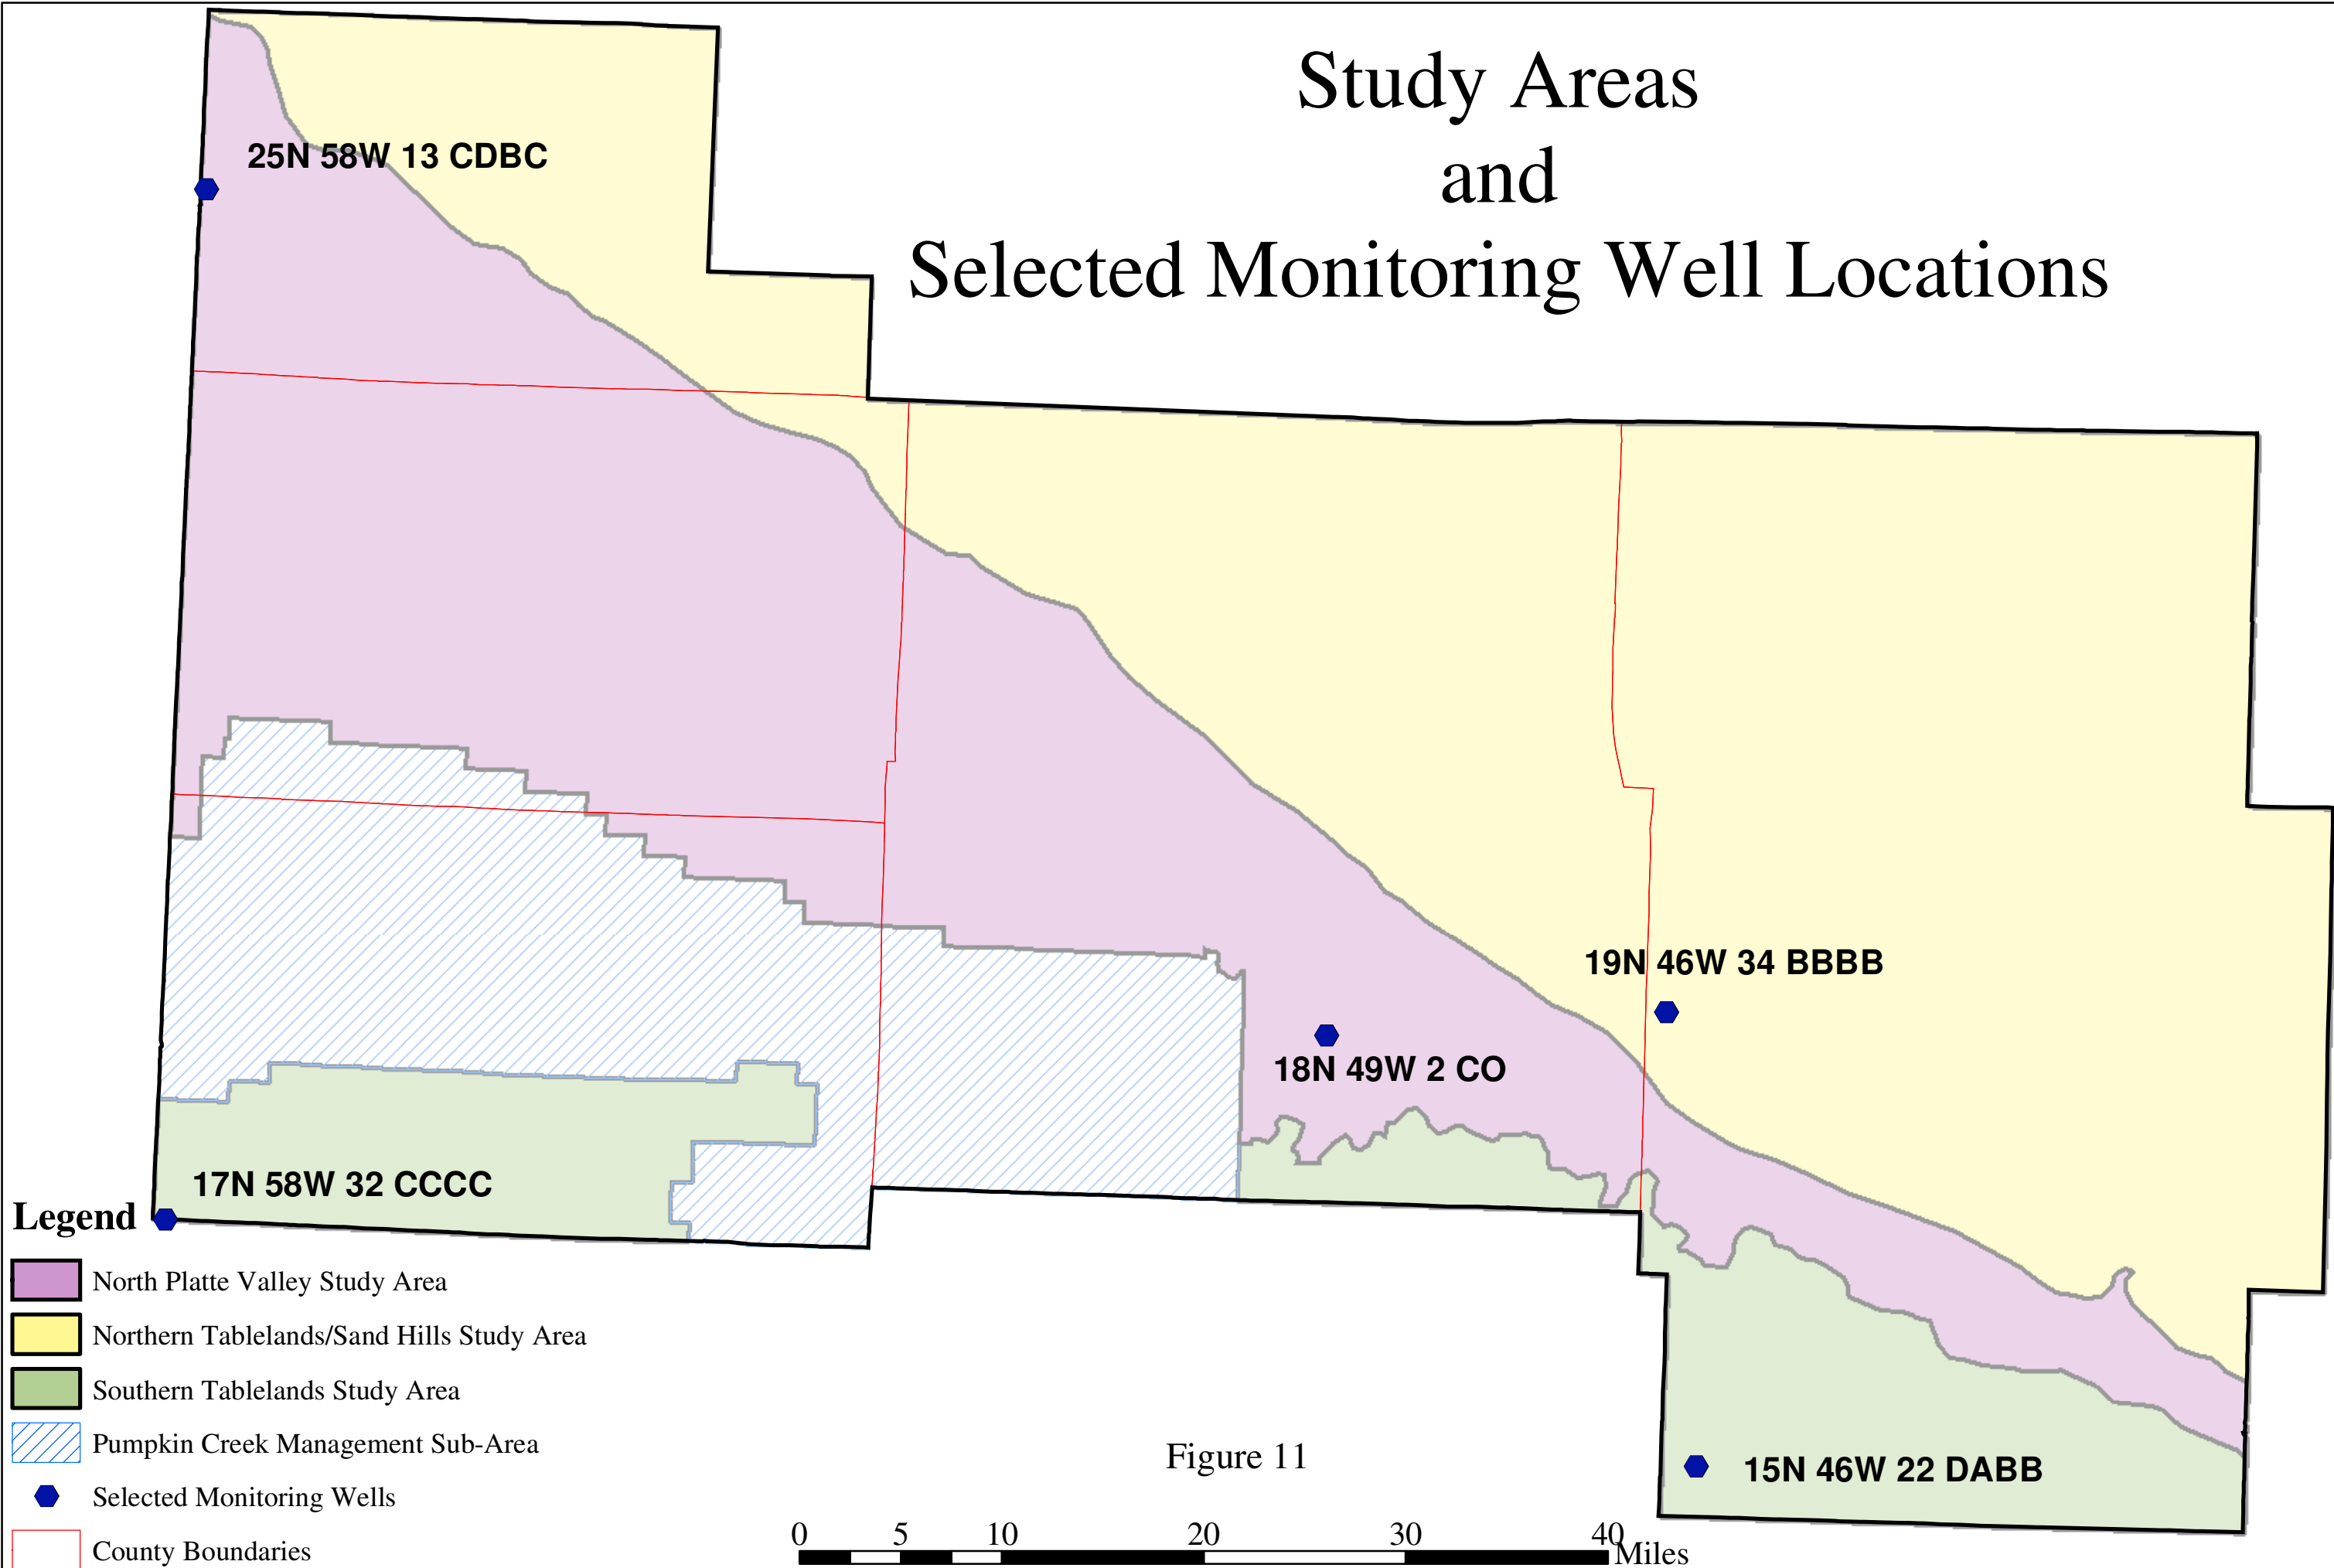 Study Areas
and
Selected Monitoring Well Locations
25N 58W 13 CDBC
19N 46W 34 BBBB
18N 49W 2 CO
17N 58W 32 CCCC
15N 46W 22 DABB
Legend
North Platte Valley Study Area
Northern Tablelands/Sand Hills Study Area
Southern Tablelands Study Area
Pumpkin Creek Management Sub-Area
Selected Monitoring Wells
County Boundaries
Figure 11
0 5 10 20 30 40 Miles